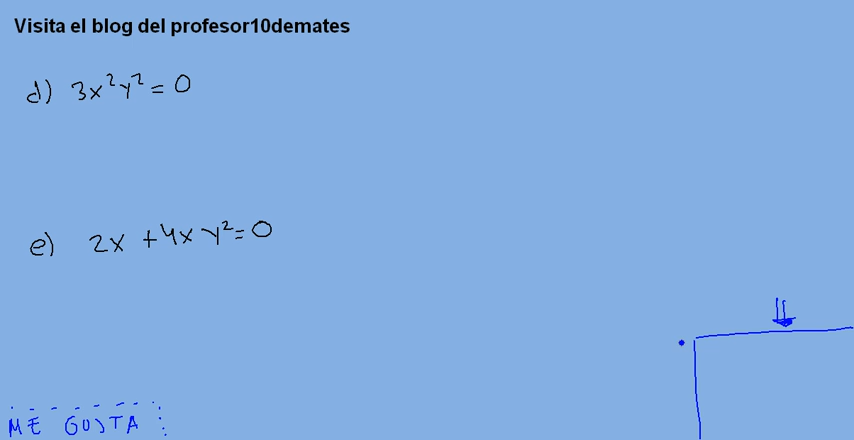 Visita el blog del profesor10demates
d) 3x²y² = 0
e) 2x + 4xy² = 0
ME GUSTA